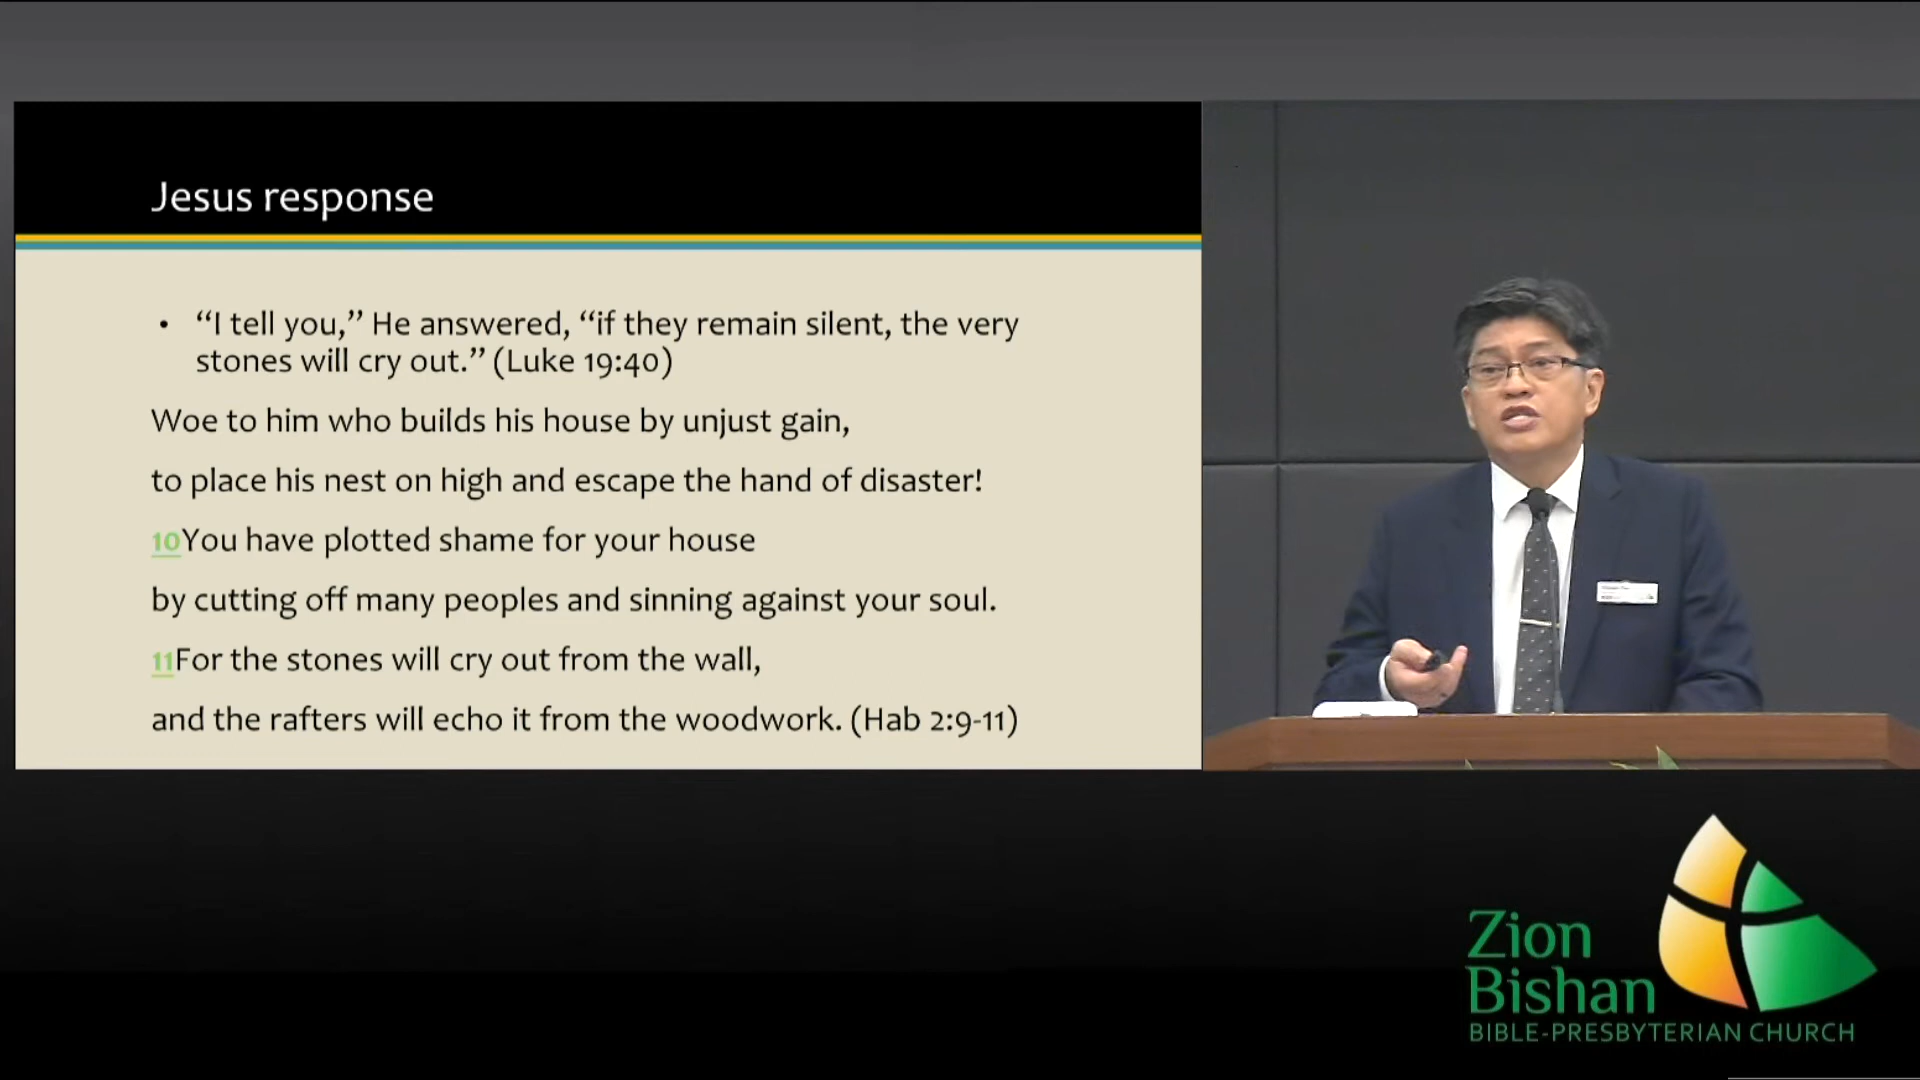 Jesus response
• “I tell you,” He answered, “if they remain silent, the very
stones will cry out.” (Luke 19:40)
Woe to him who builds his house by unjust gain,
to place his nest on high and escape the hand of disaster!
10You have plotted shame for your house
by cutting off many peoples and sinning against your soul.
11For the stones will cry out from the wall,
and the rafters will echo it from the woodwork. (Hab 2:9-11)
Zion
Bishan
BIBLE-PRESBYTERIAN CHURCH